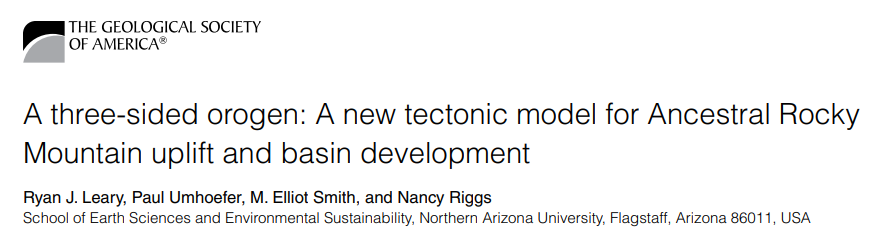 THE GEOLOGICAL SOCIETY
OF AMERICA®
A three-sided orogen: A new tectonic model for Ancestral Rocky
Mountain uplift and basin development
Ryan J. Leary, Paul Umhoefer, M. Elliot Smith, and Nancy Riggs
School of Earth Sciences and Environmental Sustainability, Northern Arizona University, Flagstaff, Arizona 86011, USA